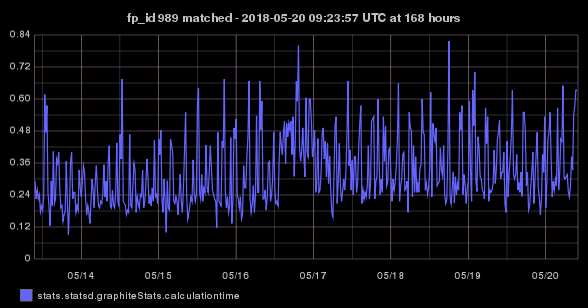 fp_id 989 matched - 2018-05-20 09:23:57 UTC at 168 hours
0.84
0.72
0.60
0.48
0.36
0.24
0.12
0
05/14 05/15 05/16 05/17 05/18 05/19 05/20
stats.statsd.graphiteStats.calculationtime